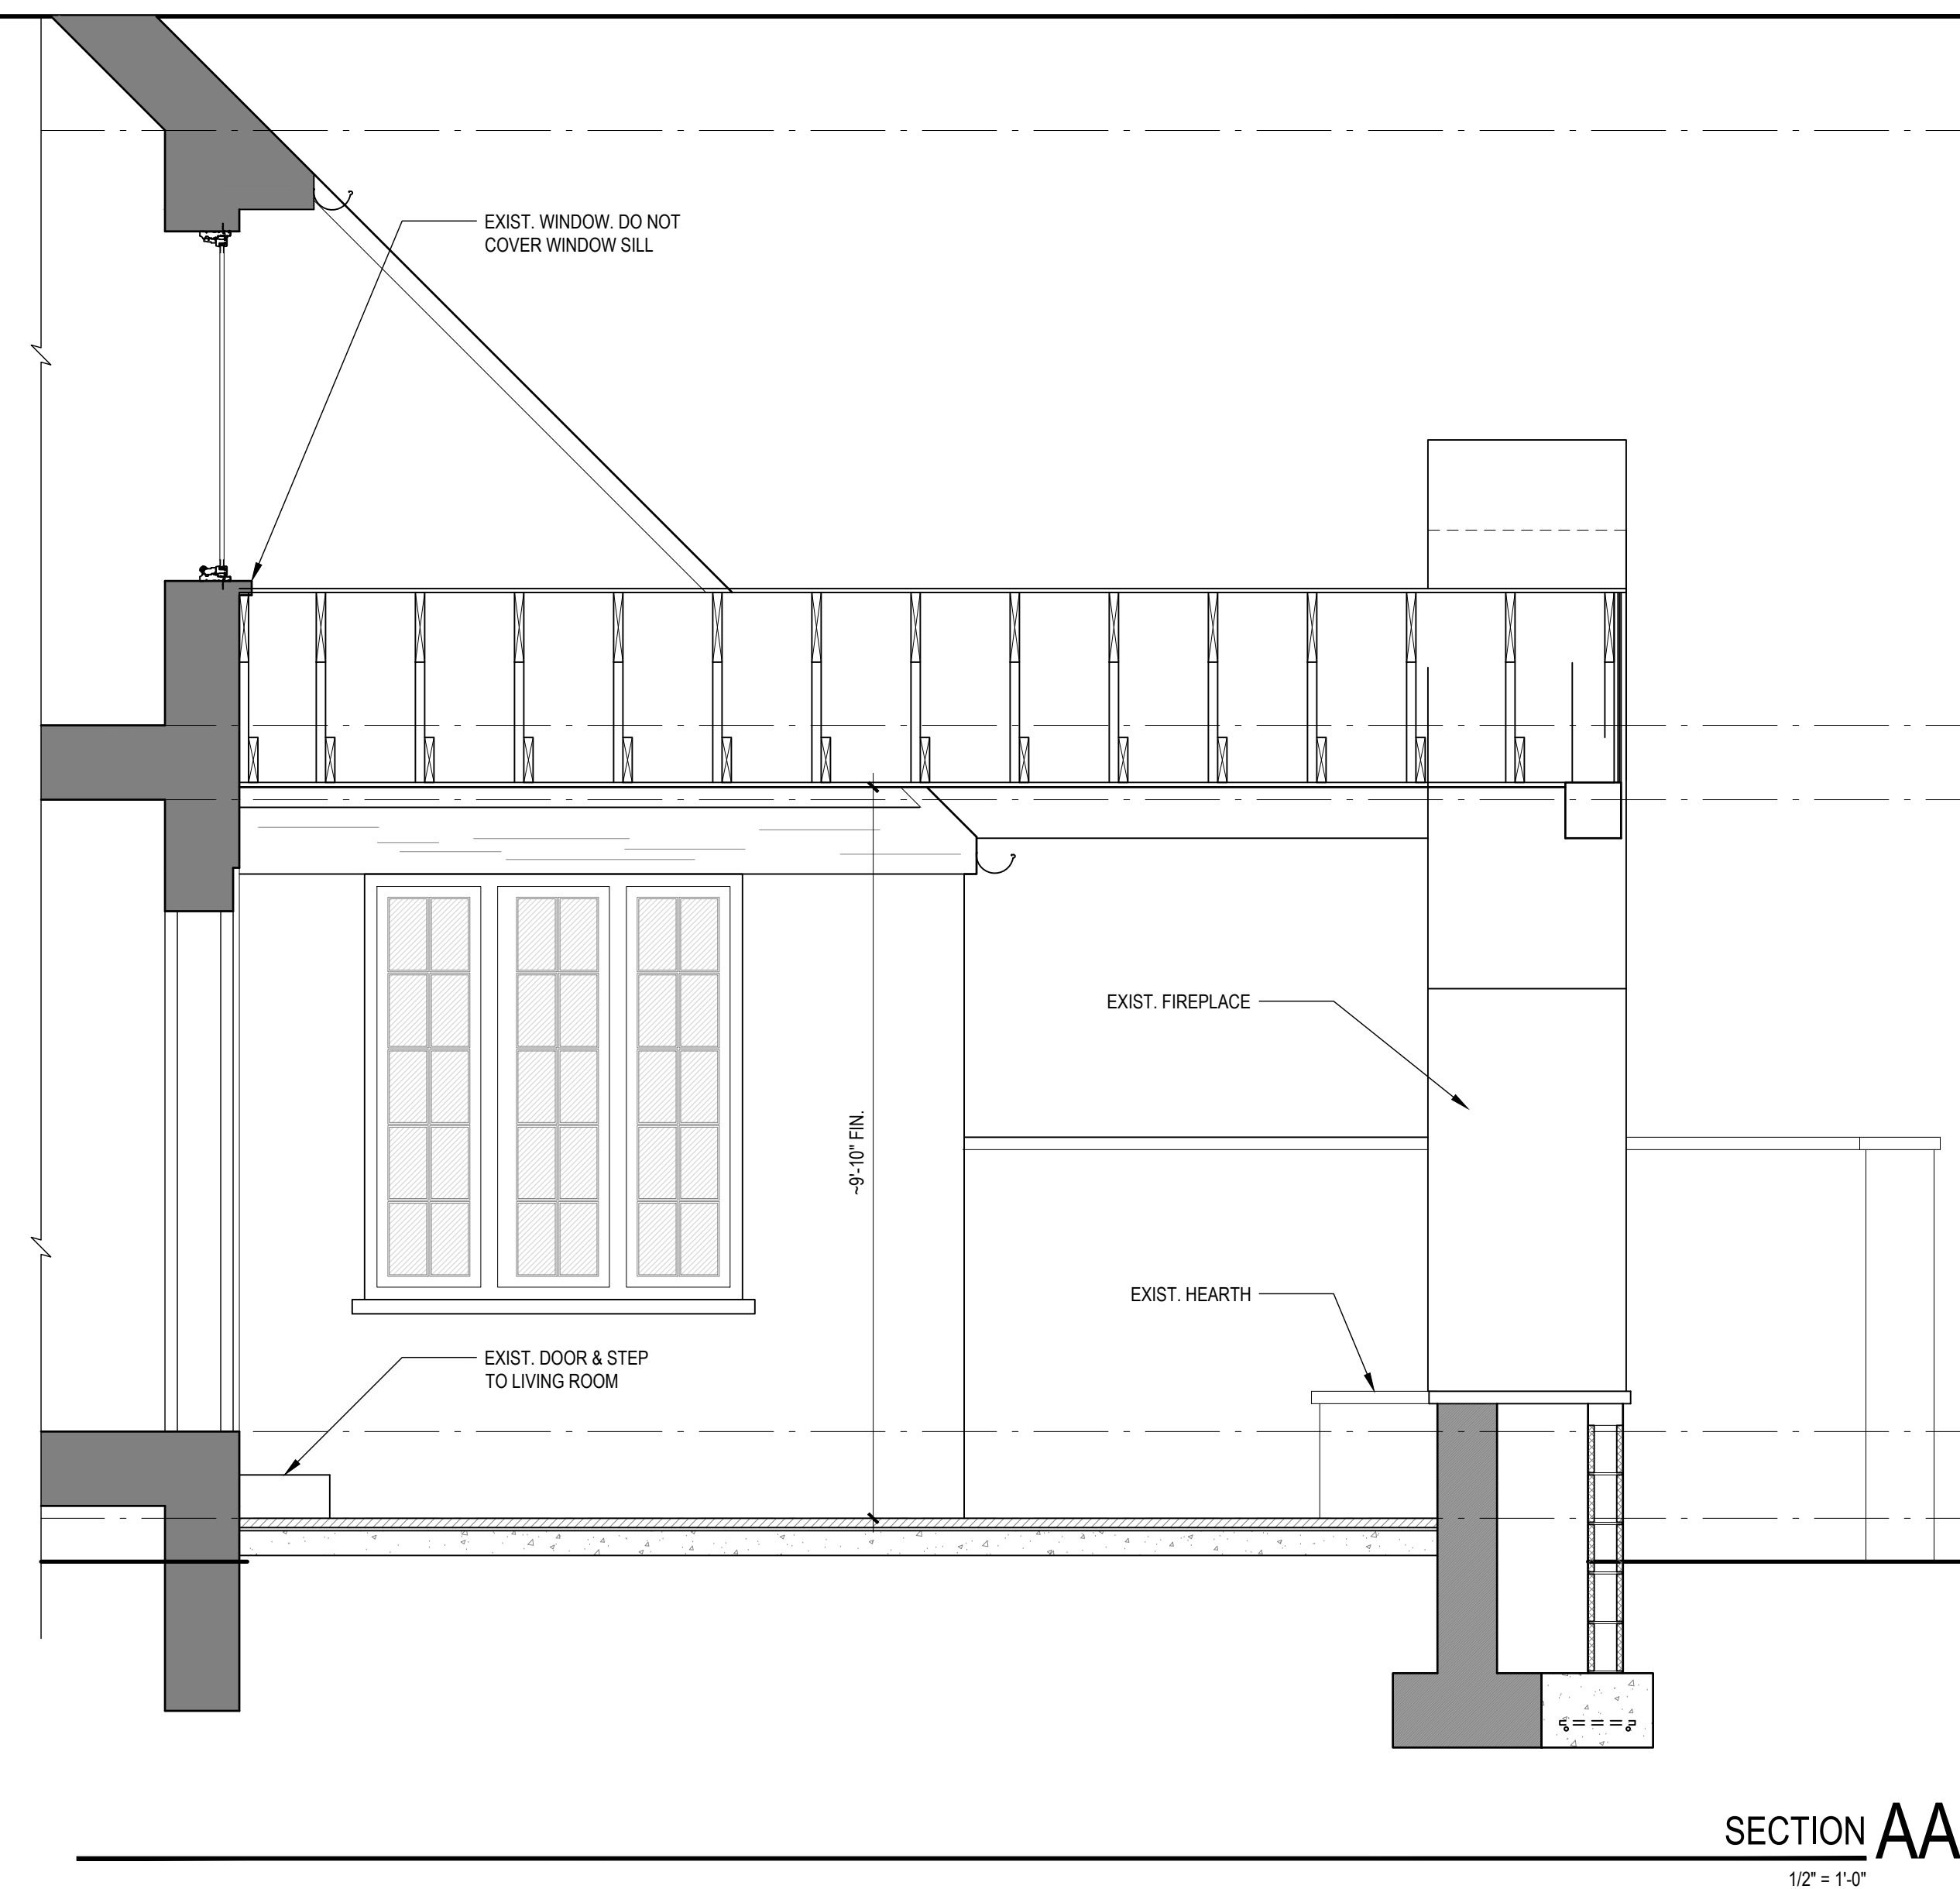 EXIST. WINDOW. DO NOT
COVER WINDOW SILL
EXIST. FIREPLACE
~9'-10" FIN.
EXIST. HEARTH
EXIST. DOOR & STEP
TO LIVING ROOM
SECTION AA
1/2" = 1'-0"